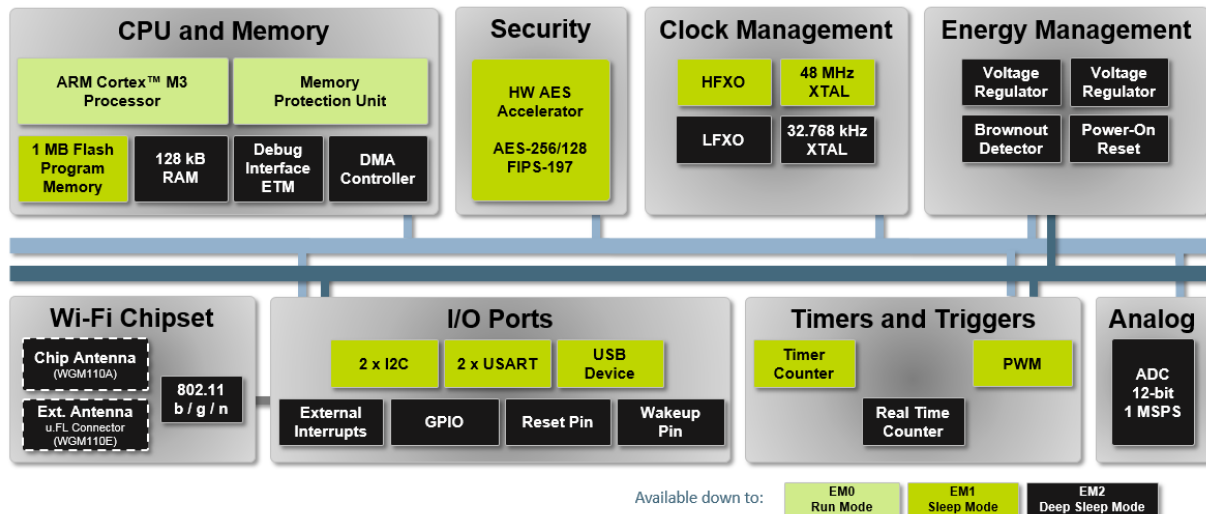 CPU and Memory
ARM Cortex™ M3
Processor
Memory
Protection Unit
1 MB Flash
Program
Memory
128 kB
RAM
Debug
Interface
ETM
DMA
Controller
Security
HW AES
Accelerator
AES-256/128
FIPS-197
Clock Management
HFXO
48 MHz
XTAL
LFXO
32.768 kHz
XTAL
Energy Management
Voltage
Regulator
Voltage
Regulator
Brownout
Detector
Power-On
Reset
Wi-Fi Chipset
Chip Antenna
(WGM110A)
Ext. Antenna
u.FL Connector
(WGM110E)
802.11
b / g / n
I/O Ports
2 x I2C
2 x USART
USB
Device
External
Interrupts
GPIO
Reset Pin
Wakeup
Pin
Timers and Triggers
Timer
Counter
PWM
Real Time
Counter
Analog
ADC
12-bit
1 MSPS
Available down to:
EM0
Run Mode
EM1
Sleep Mode
EM2
Deep Sleep Mode